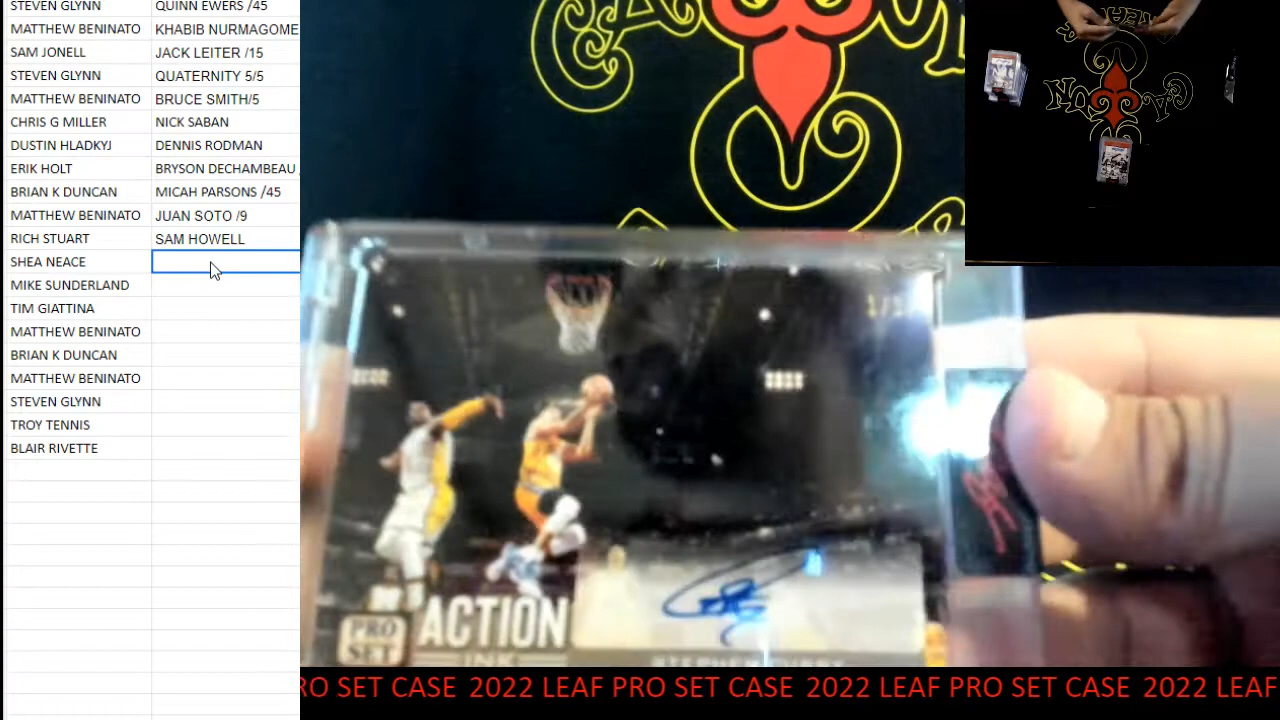 STEVEN GLYNN QUINN EWERS /45
MATTHEW BENINATO KHABIB NURMAGOME
SAM JONELL JACK LEITER /15
STEVEN GLYNN QUATERNITY 5/5
MATTHEW BENINATO BRUCE SMITH/5
CHRIS G MILLER NICK SABAN
DUSTIN HLADKYJ DENNIS RODMAN
ERIK HOLT BRYSON DECHAMBEAU
BRIAN K DUNCAN MICAH PARSONS /45
MATTHEW BENINATO JUAN SOTO /9
RICH STUART SAM HOWELL
SHEA NEACE
MIKE SUNDERLAND
TIM GIATTINA
MATTHEW BENINATO
BRIAN K DUNCAN
MATTHEW BENINATO
STEVEN GLYNN
TROY TENNIS
BLAIR RIVETTE
PRO SET
ACTION
INK
RO SET CASE 2022 LEAF PRO SET CASE 2022 LEAF PRO SET CASE 2022 LEAF